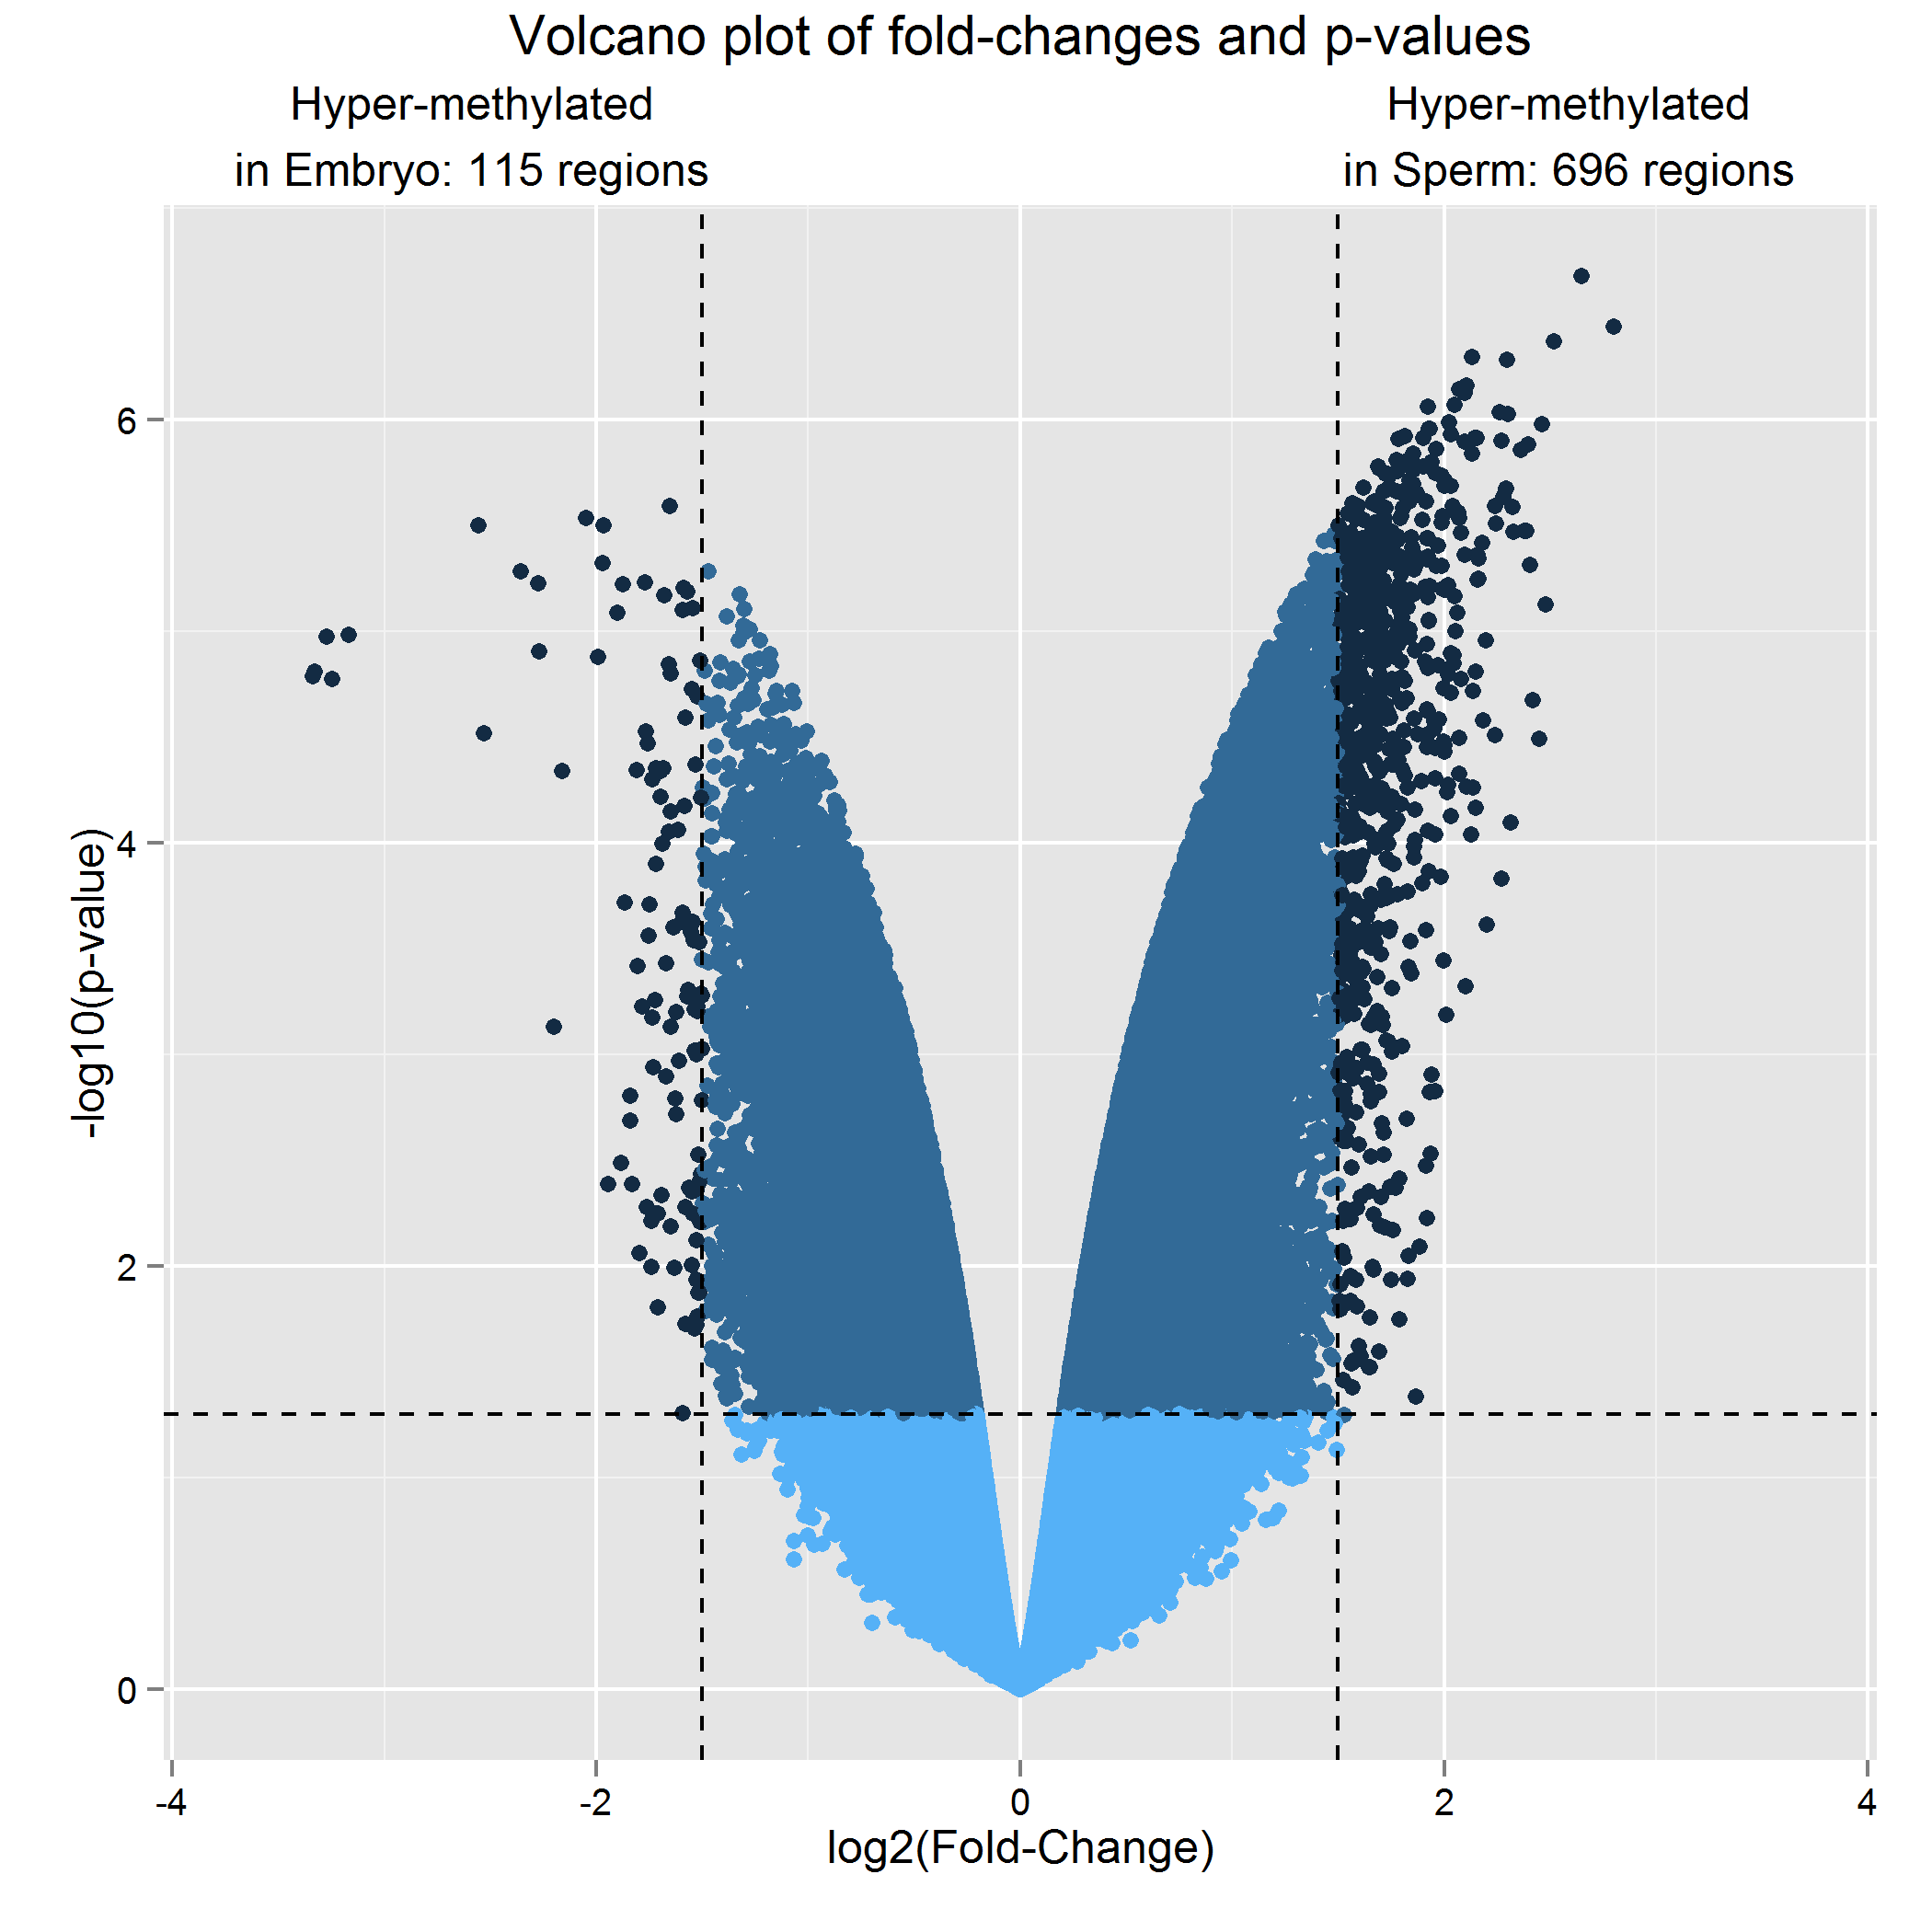 Volcano plot of fold-changes and p-values
Hyper-methylated
in Embryo: 115 regions
Hyper-methylated
in Sperm: 696 regions
-log10(p-value)
6
4
2
0
-4
-2
0
2
4
log2(Fold-Change)